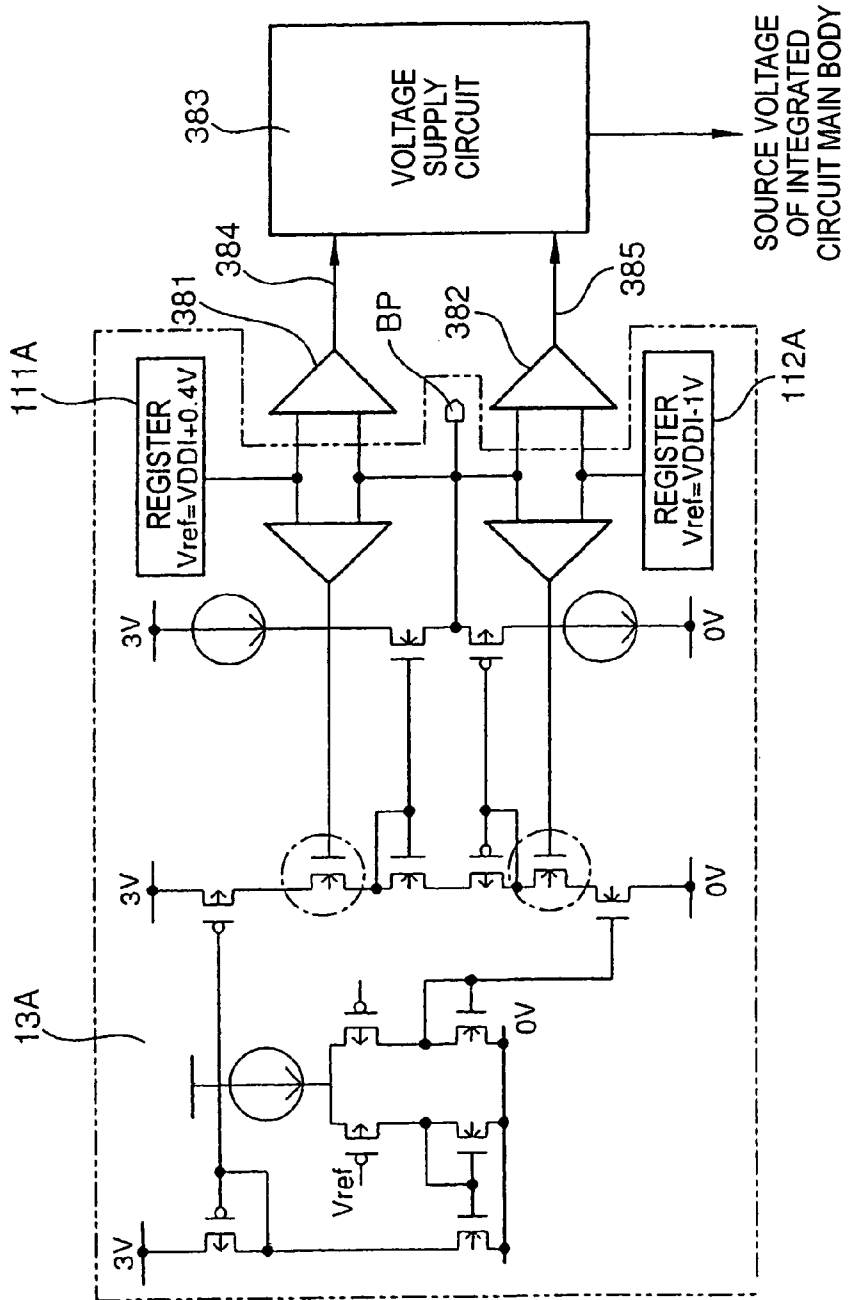 13A
111A
381
384
383
3V
3V
3V
REGISTER
Vref=VDDI+0.4V
VOLTAGE
SUPPLY
CIRCUIT
BP
Vref
0V
0V
0V
382
385
REGISTER
Vref=VDDI-1V
112A
SOURCE VOLTAGE
OF INTEGRATED
CIRCUIT MAIN BODY